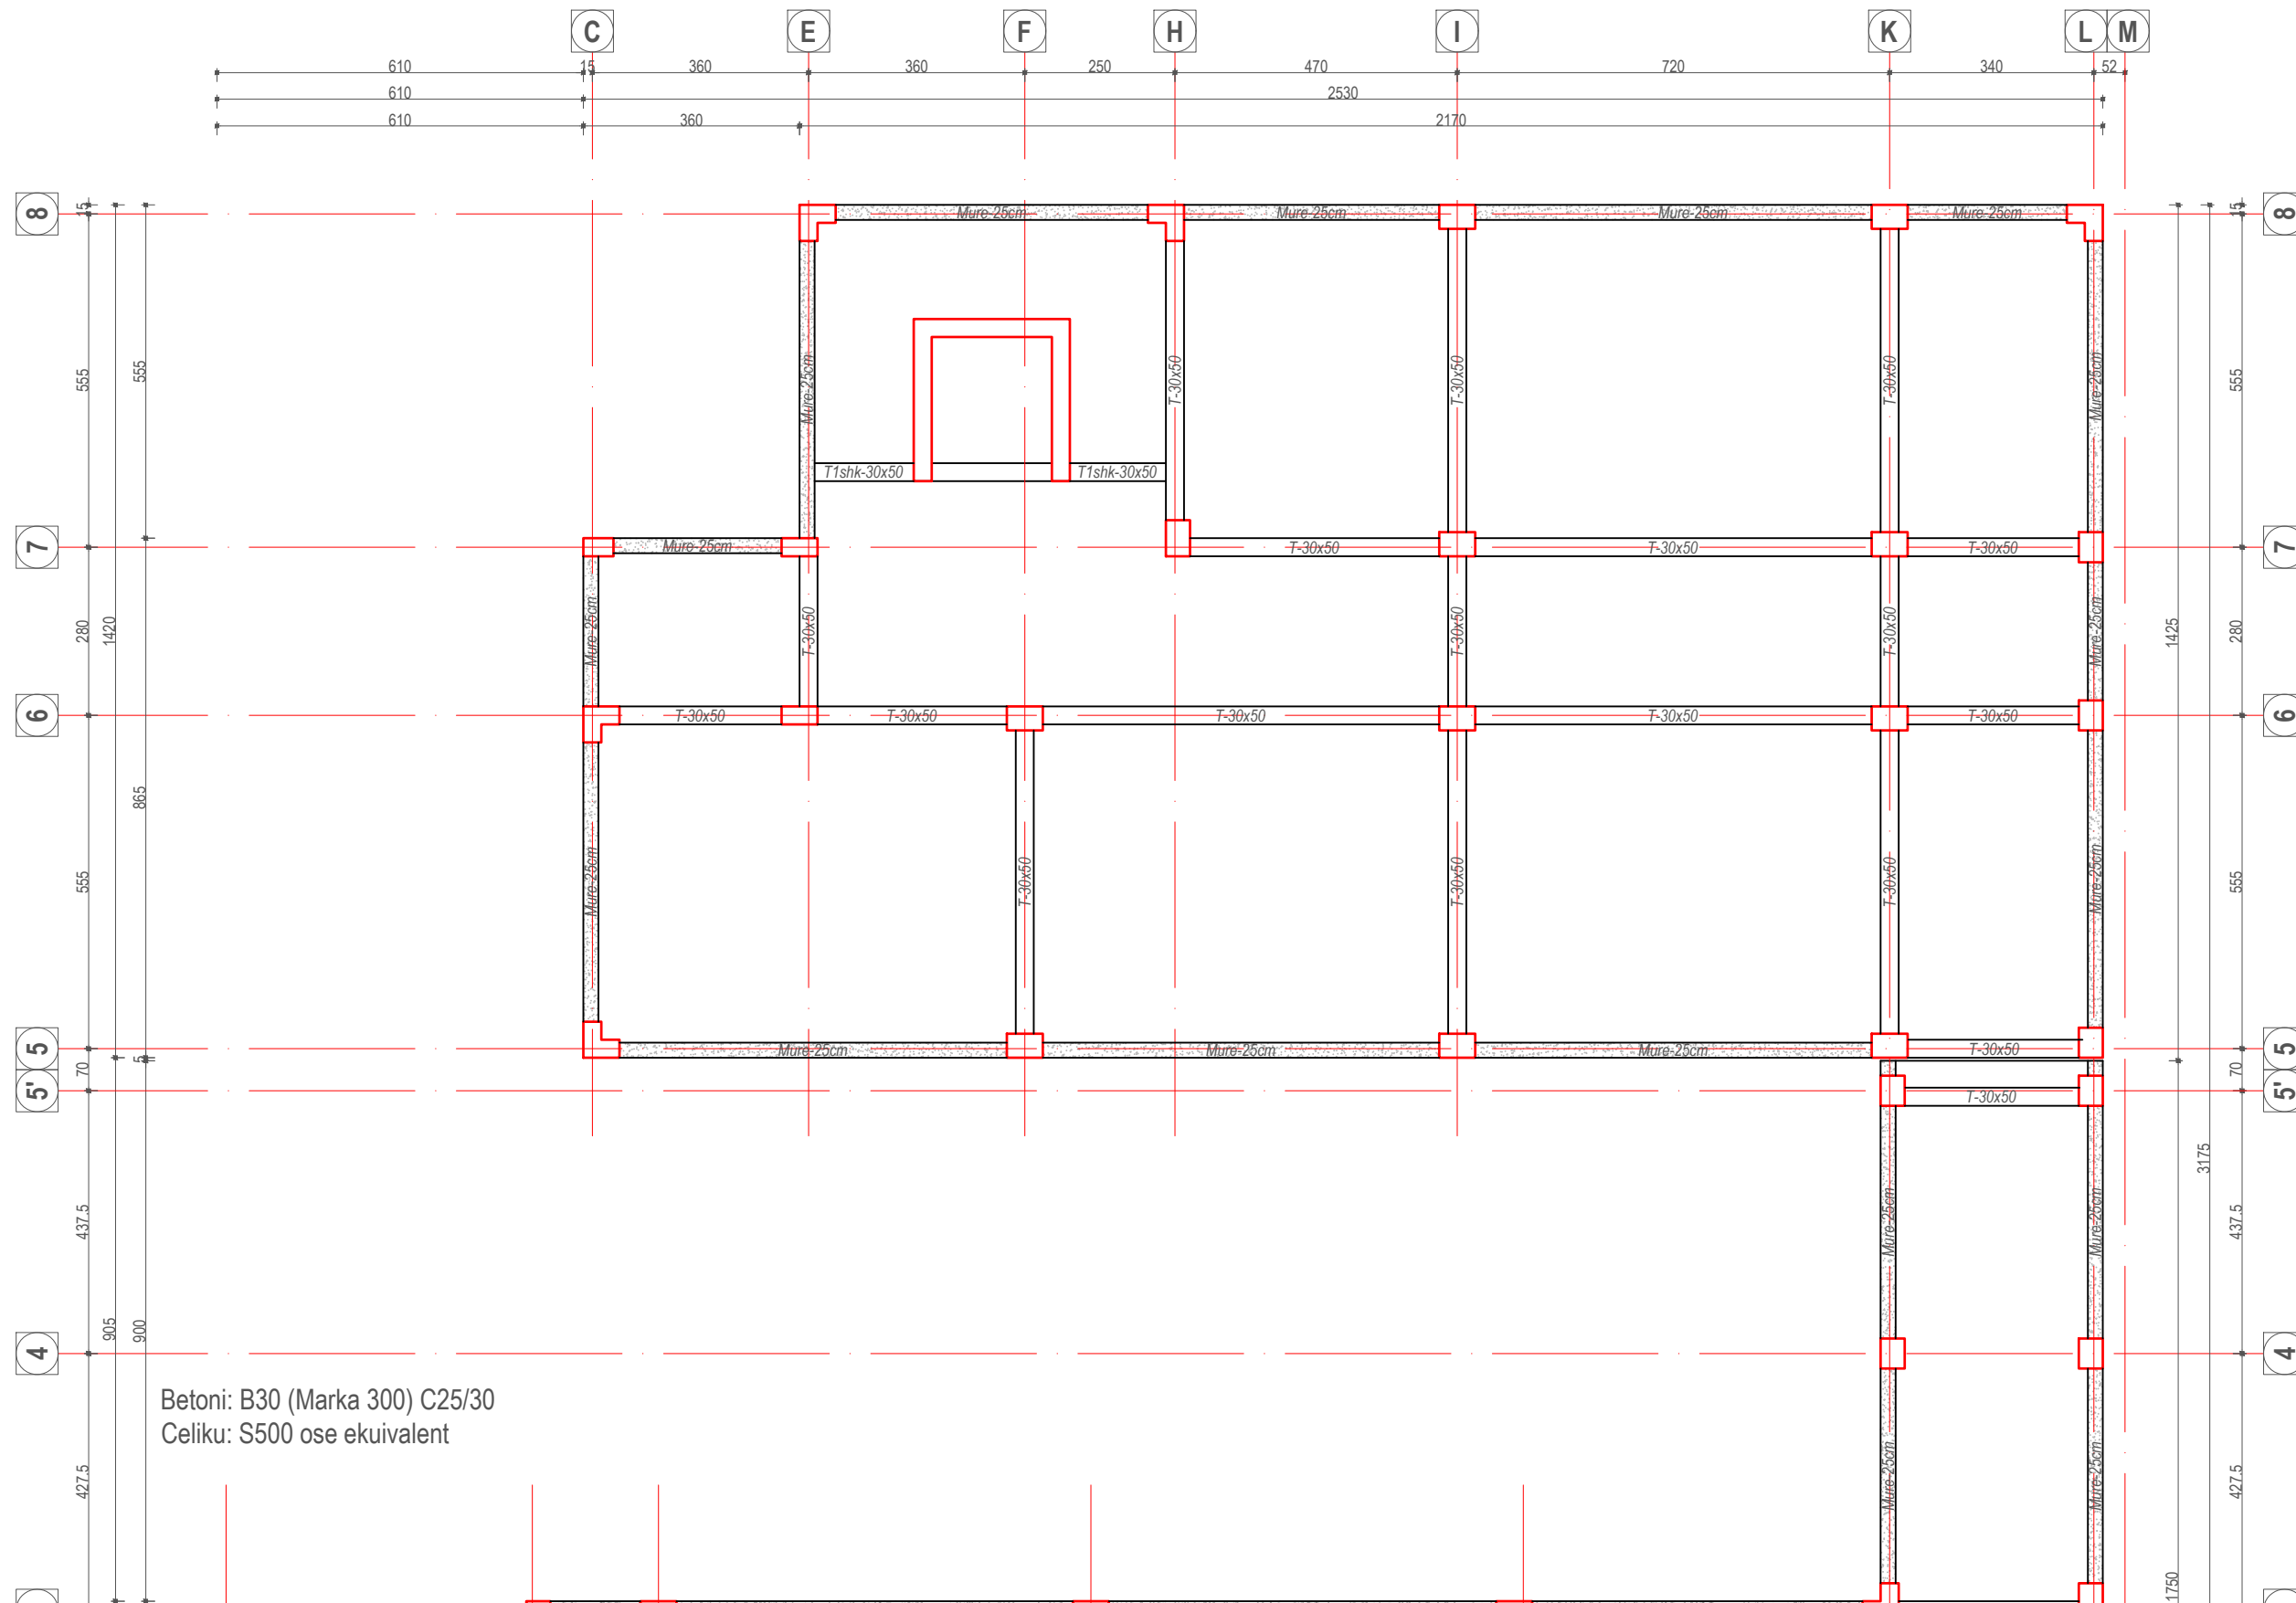 C E F H I K L M
610 15 360 360 250 470 720 340 52
610 2530
610 360 2170
8 15 15 8
Mure-25cm Mure-25cm Mure-25cm Mure-25cm
555 555 Mure-25cm T-30x50 T-30x50 T-30x50 Mure-25cm 555
T1shk-30x50 T1shk-30x50
7 Mure-25cm T-30x50 T-30x50 T-30x50 7
280 1420 Mure-25cm T-30x50 T-30x50 T-30x50 Mure-25cm 1425 280
6 T-30x50 T-30x50 T-30x50 T-30x50 T-30x50 6
865
555 Mure-25cm T-30x50 T-30x50 T-30x50 Mure-25cm 555
5 Mure-25cm Mure-25cm Mure-25cm T-30x50 5
70 5 70
5' T-30x50 5'
3175
437.5 Mure-25cm Mure-25cm 437.5
905 900
4 4
Betoni: B30 (Marka 300) C25/30
Celiku: S500 ose ekuivalent
427.5 Mure-25cm Mure-25cm 427.5
1750